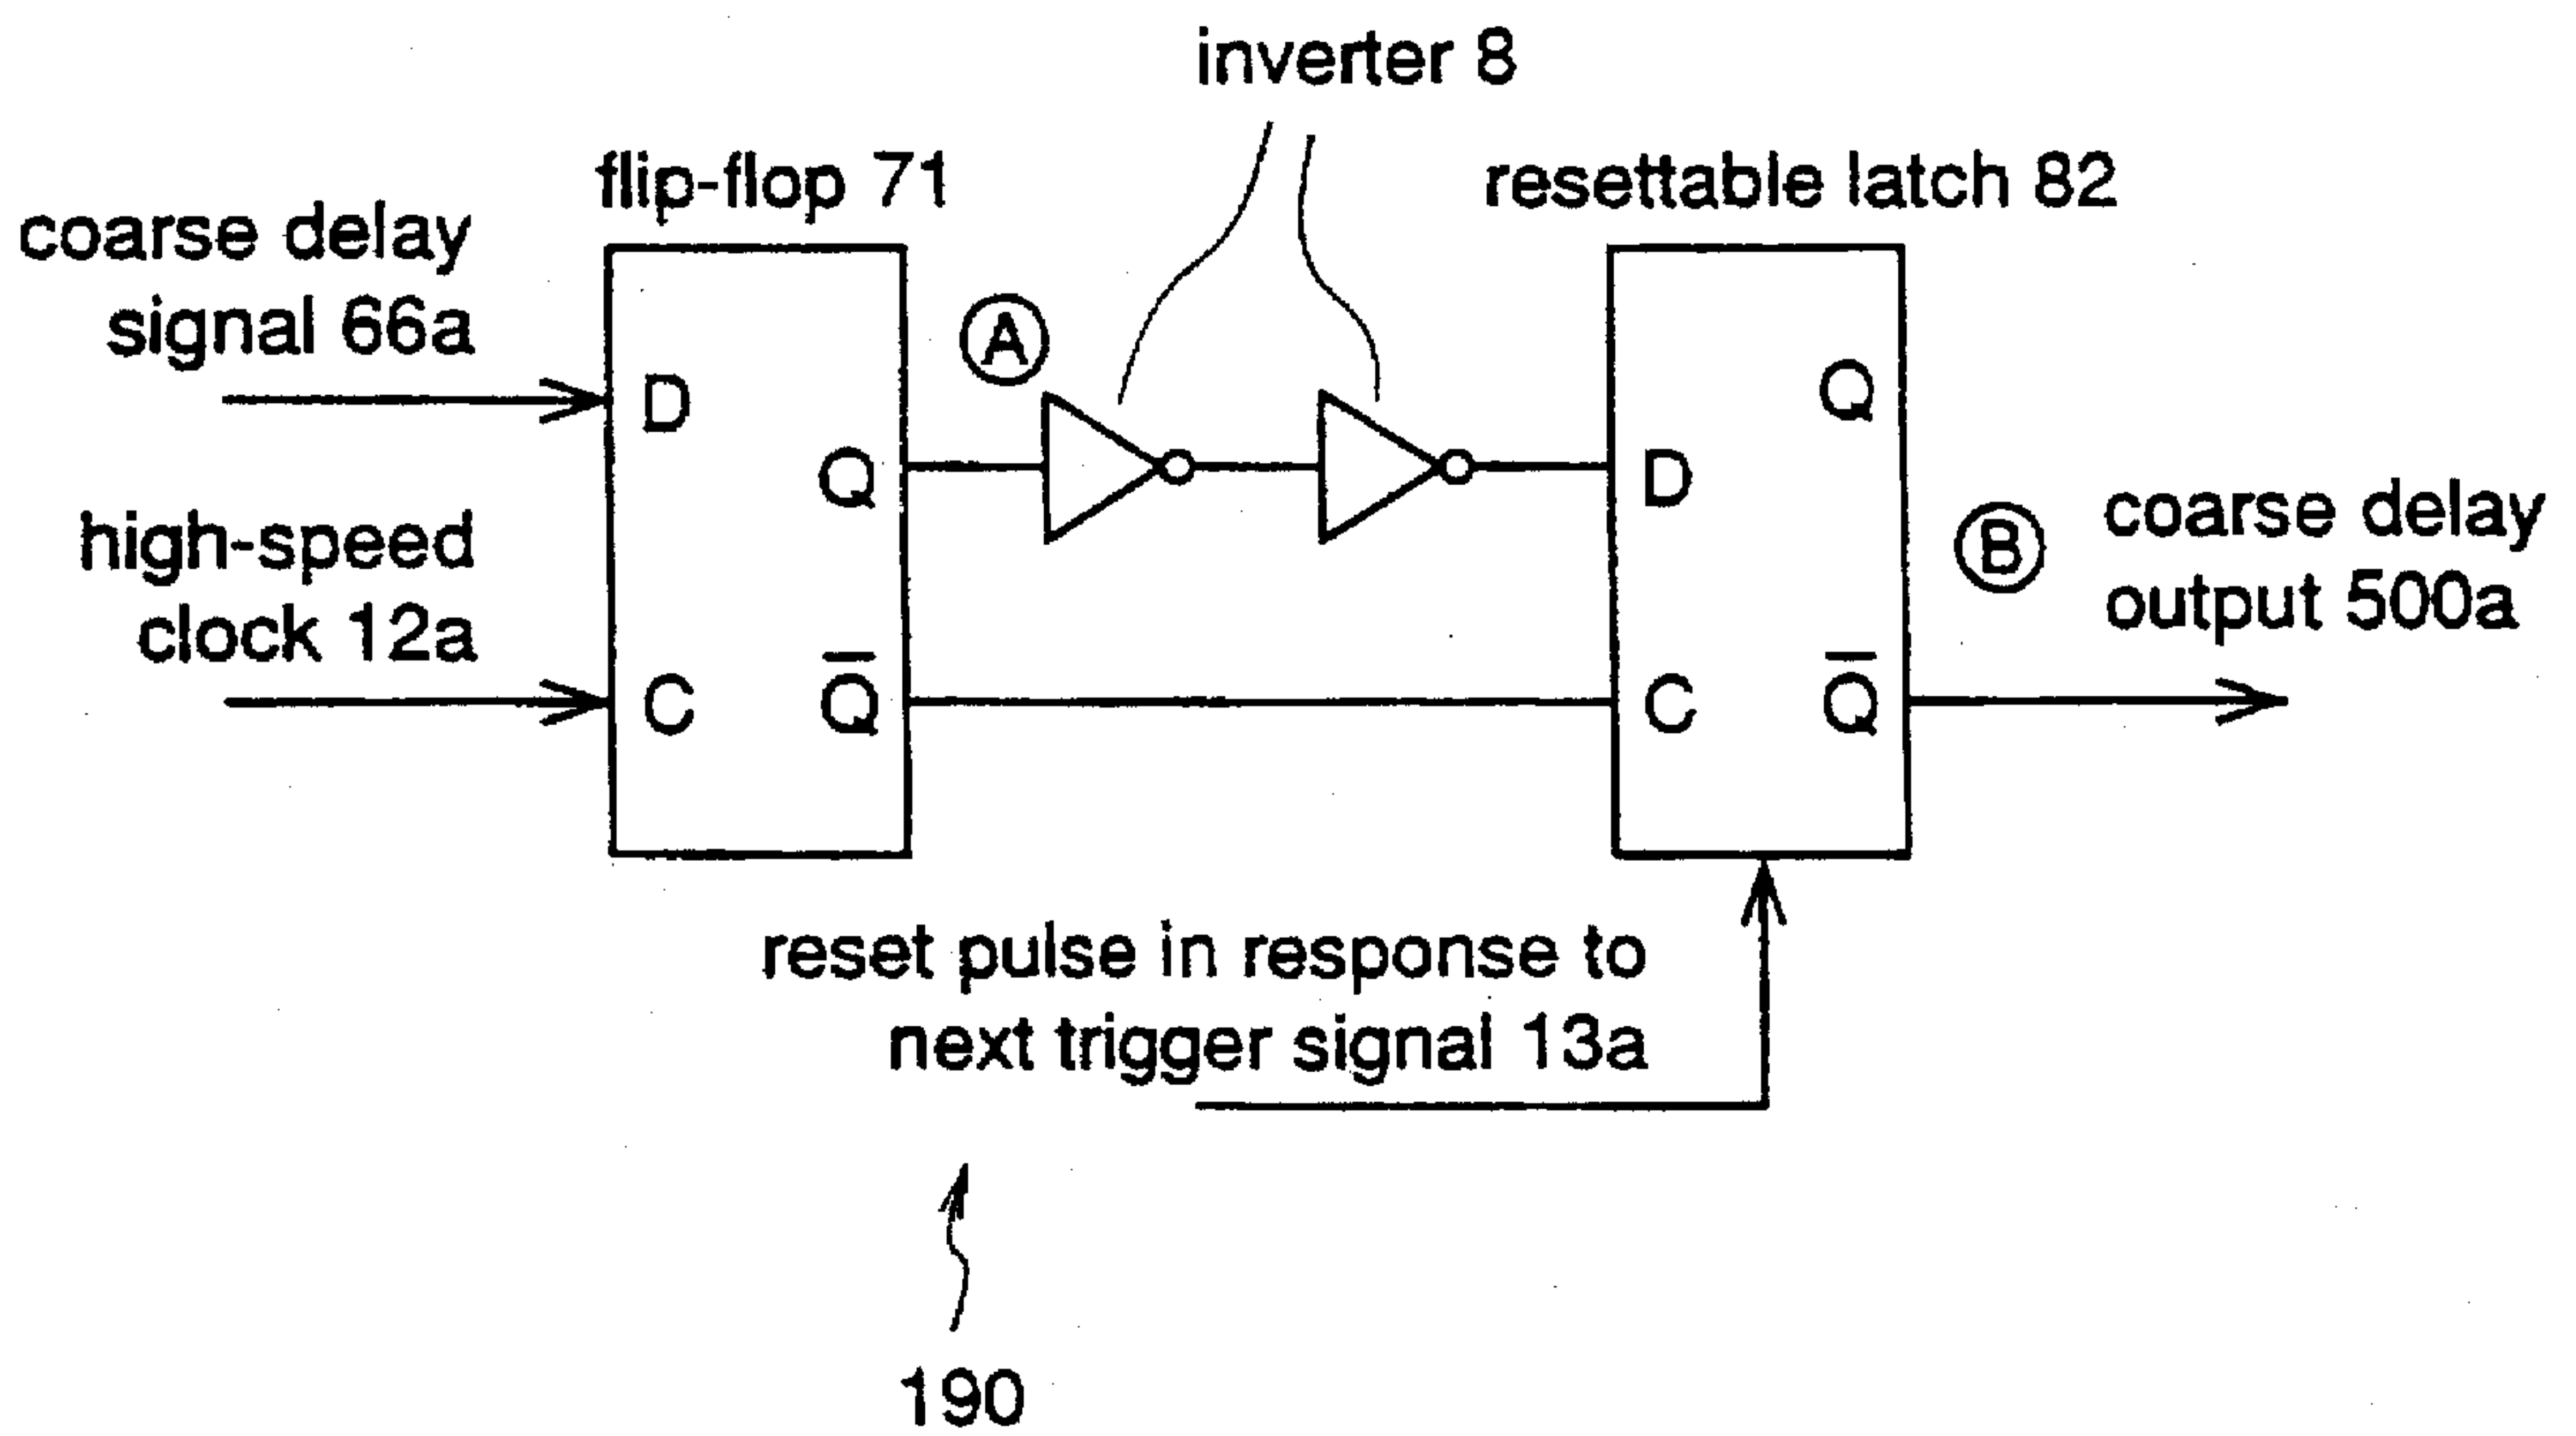 inverter 8
flip-flop 71
resettable latch 82
coarse delay
signal 66a
high-speed
clock 12a
D
C
Q
Q̅
A
D
C
Q
Q̅
B
coarse delay
output 500a
reset pulse in response to
next trigger signal 13a
190